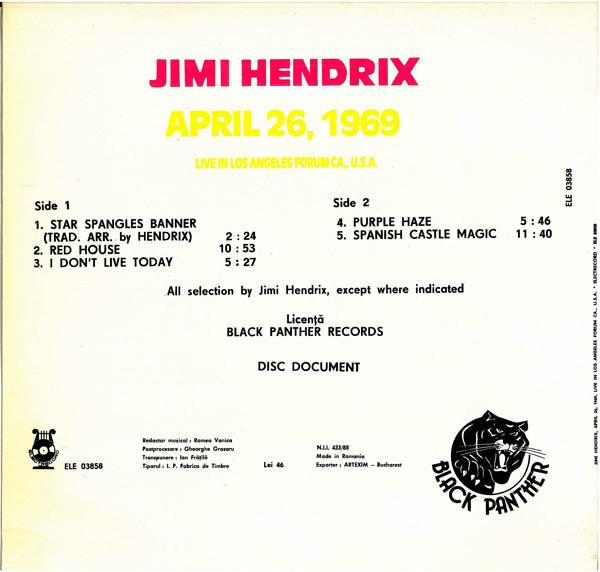 JIMI HENDRIX
APRIL 26, 1969
LIVE IN LOS ANGELES FORUM CA., U.S.A.
ELE 03858
Side 1
1. STAR SPANGLES BANNER
(TRAD. ARR. by HENDRIX) 2 : 24
2. RED HOUSE 10 : 53
3. I DON'T LIVE TODAY 5 : 27
Side 2
4. PURPLE HAZE 5 : 46
5. SPANISH CASTLE MAGIC 11 : 40
All selection by Jimi Hendrix, except where indicated
Licenţă
BLACK PANTHER RECORDS
DISC DOCUMENT
ELE 03858
Redactor muzical : Romeo Vanica
Postprocesare : Gheorghe Grasaru
Transpunere : Ion Frăţilă
Tiparul : I. P. Fabrica de Timbre Lei 46
N.I.I. 433/88
Made in Romania
Exporter : ARTEXIM – Bucharest
BLACK PANTHER
JIMI HENDRIX, APRIL 26, 1969, LIVE IN LOS ANGELES FORUM CA., U.S.A. * ELECTRECORD * ELE 03858